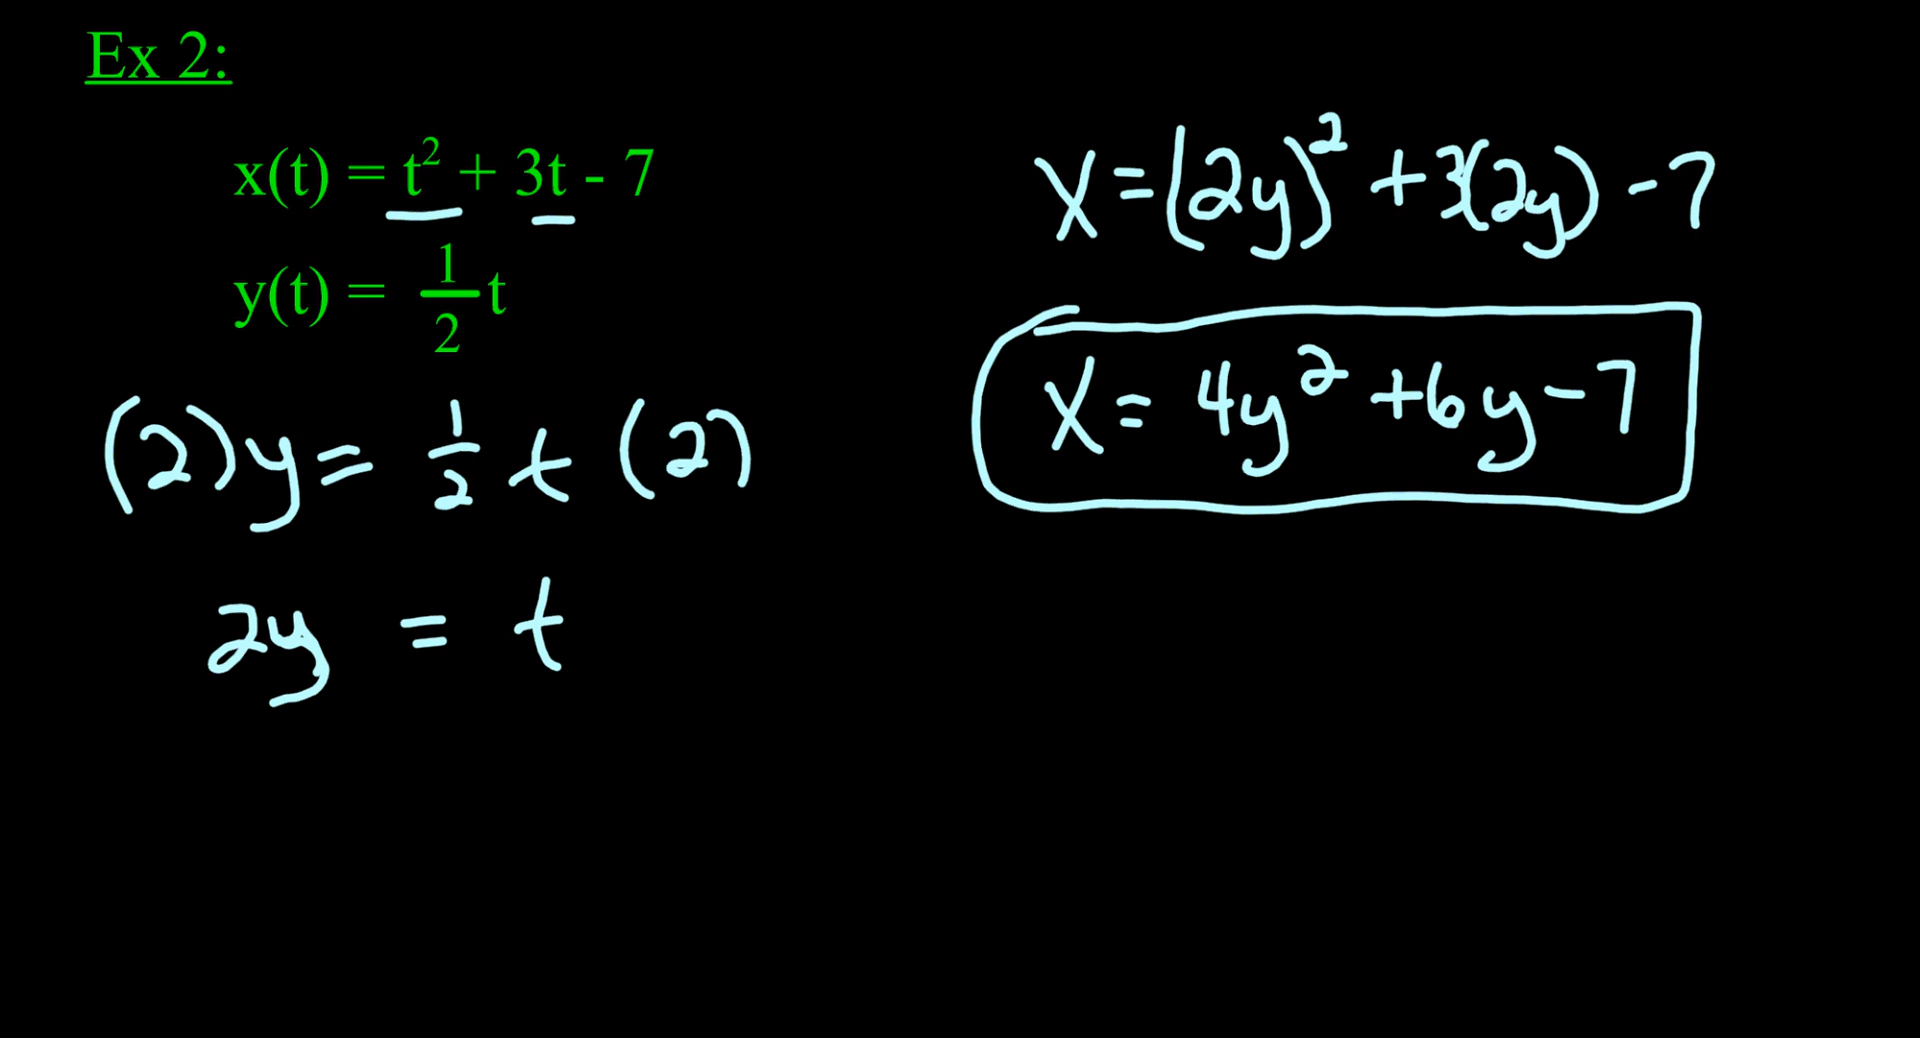 Ex 2:
x(t) = t² + 3t - 7
y(t) = 1/2 t
(2)y = 1/2 t (2)
2y = t
x = (2y)² + 3(2y) - 7
x = 4y² + 6y - 7